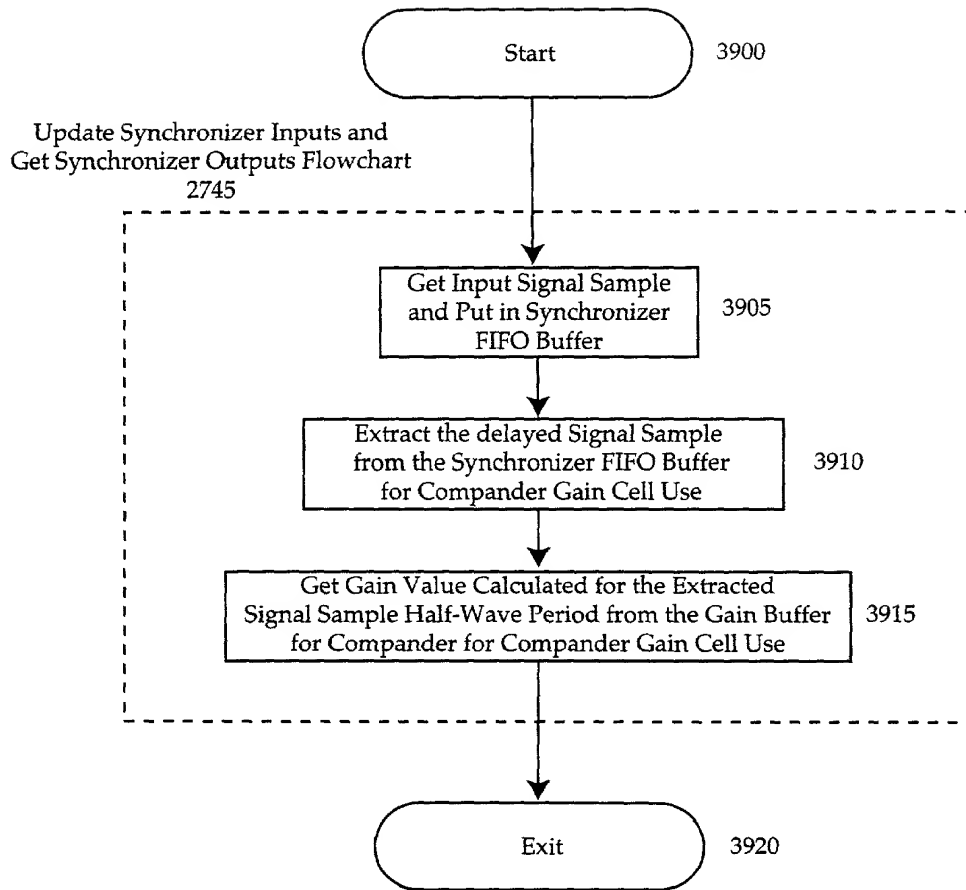 Start
3900
Update Synchronizer Inputs and
Get Synchronizer Outputs Flowchart
2745
Get Input Signal Sample
and Put in Synchronizer
FIFO Buffer
3905
Extract the delayed Signal Sample
from the Synchronizer FIFO Buffer
for Compander Gain Cell Use
3910
Get Gain Value Calculated for the Extracted
Signal Sample Half-Wave Period from the Gain Buffer
for Compander for Compander Gain Cell Use
3915
Exit
3920